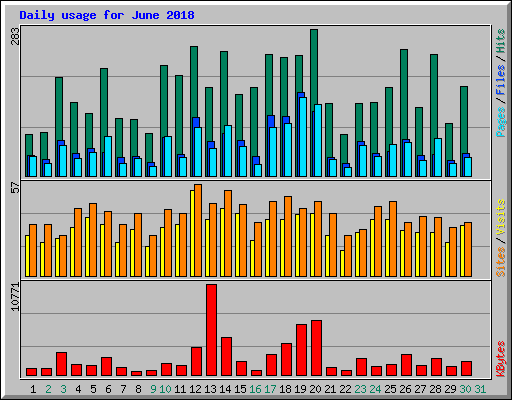 Daily usage for June 2018
283
Pages / Files / Hits
57
Sites / Visits
10771
KBytes
1 2 3 4 5 6 7 8 9 10 11 12 13 14 15 16 17 18 19 20 21 22 23 24 25 26 27 28 29 30 31